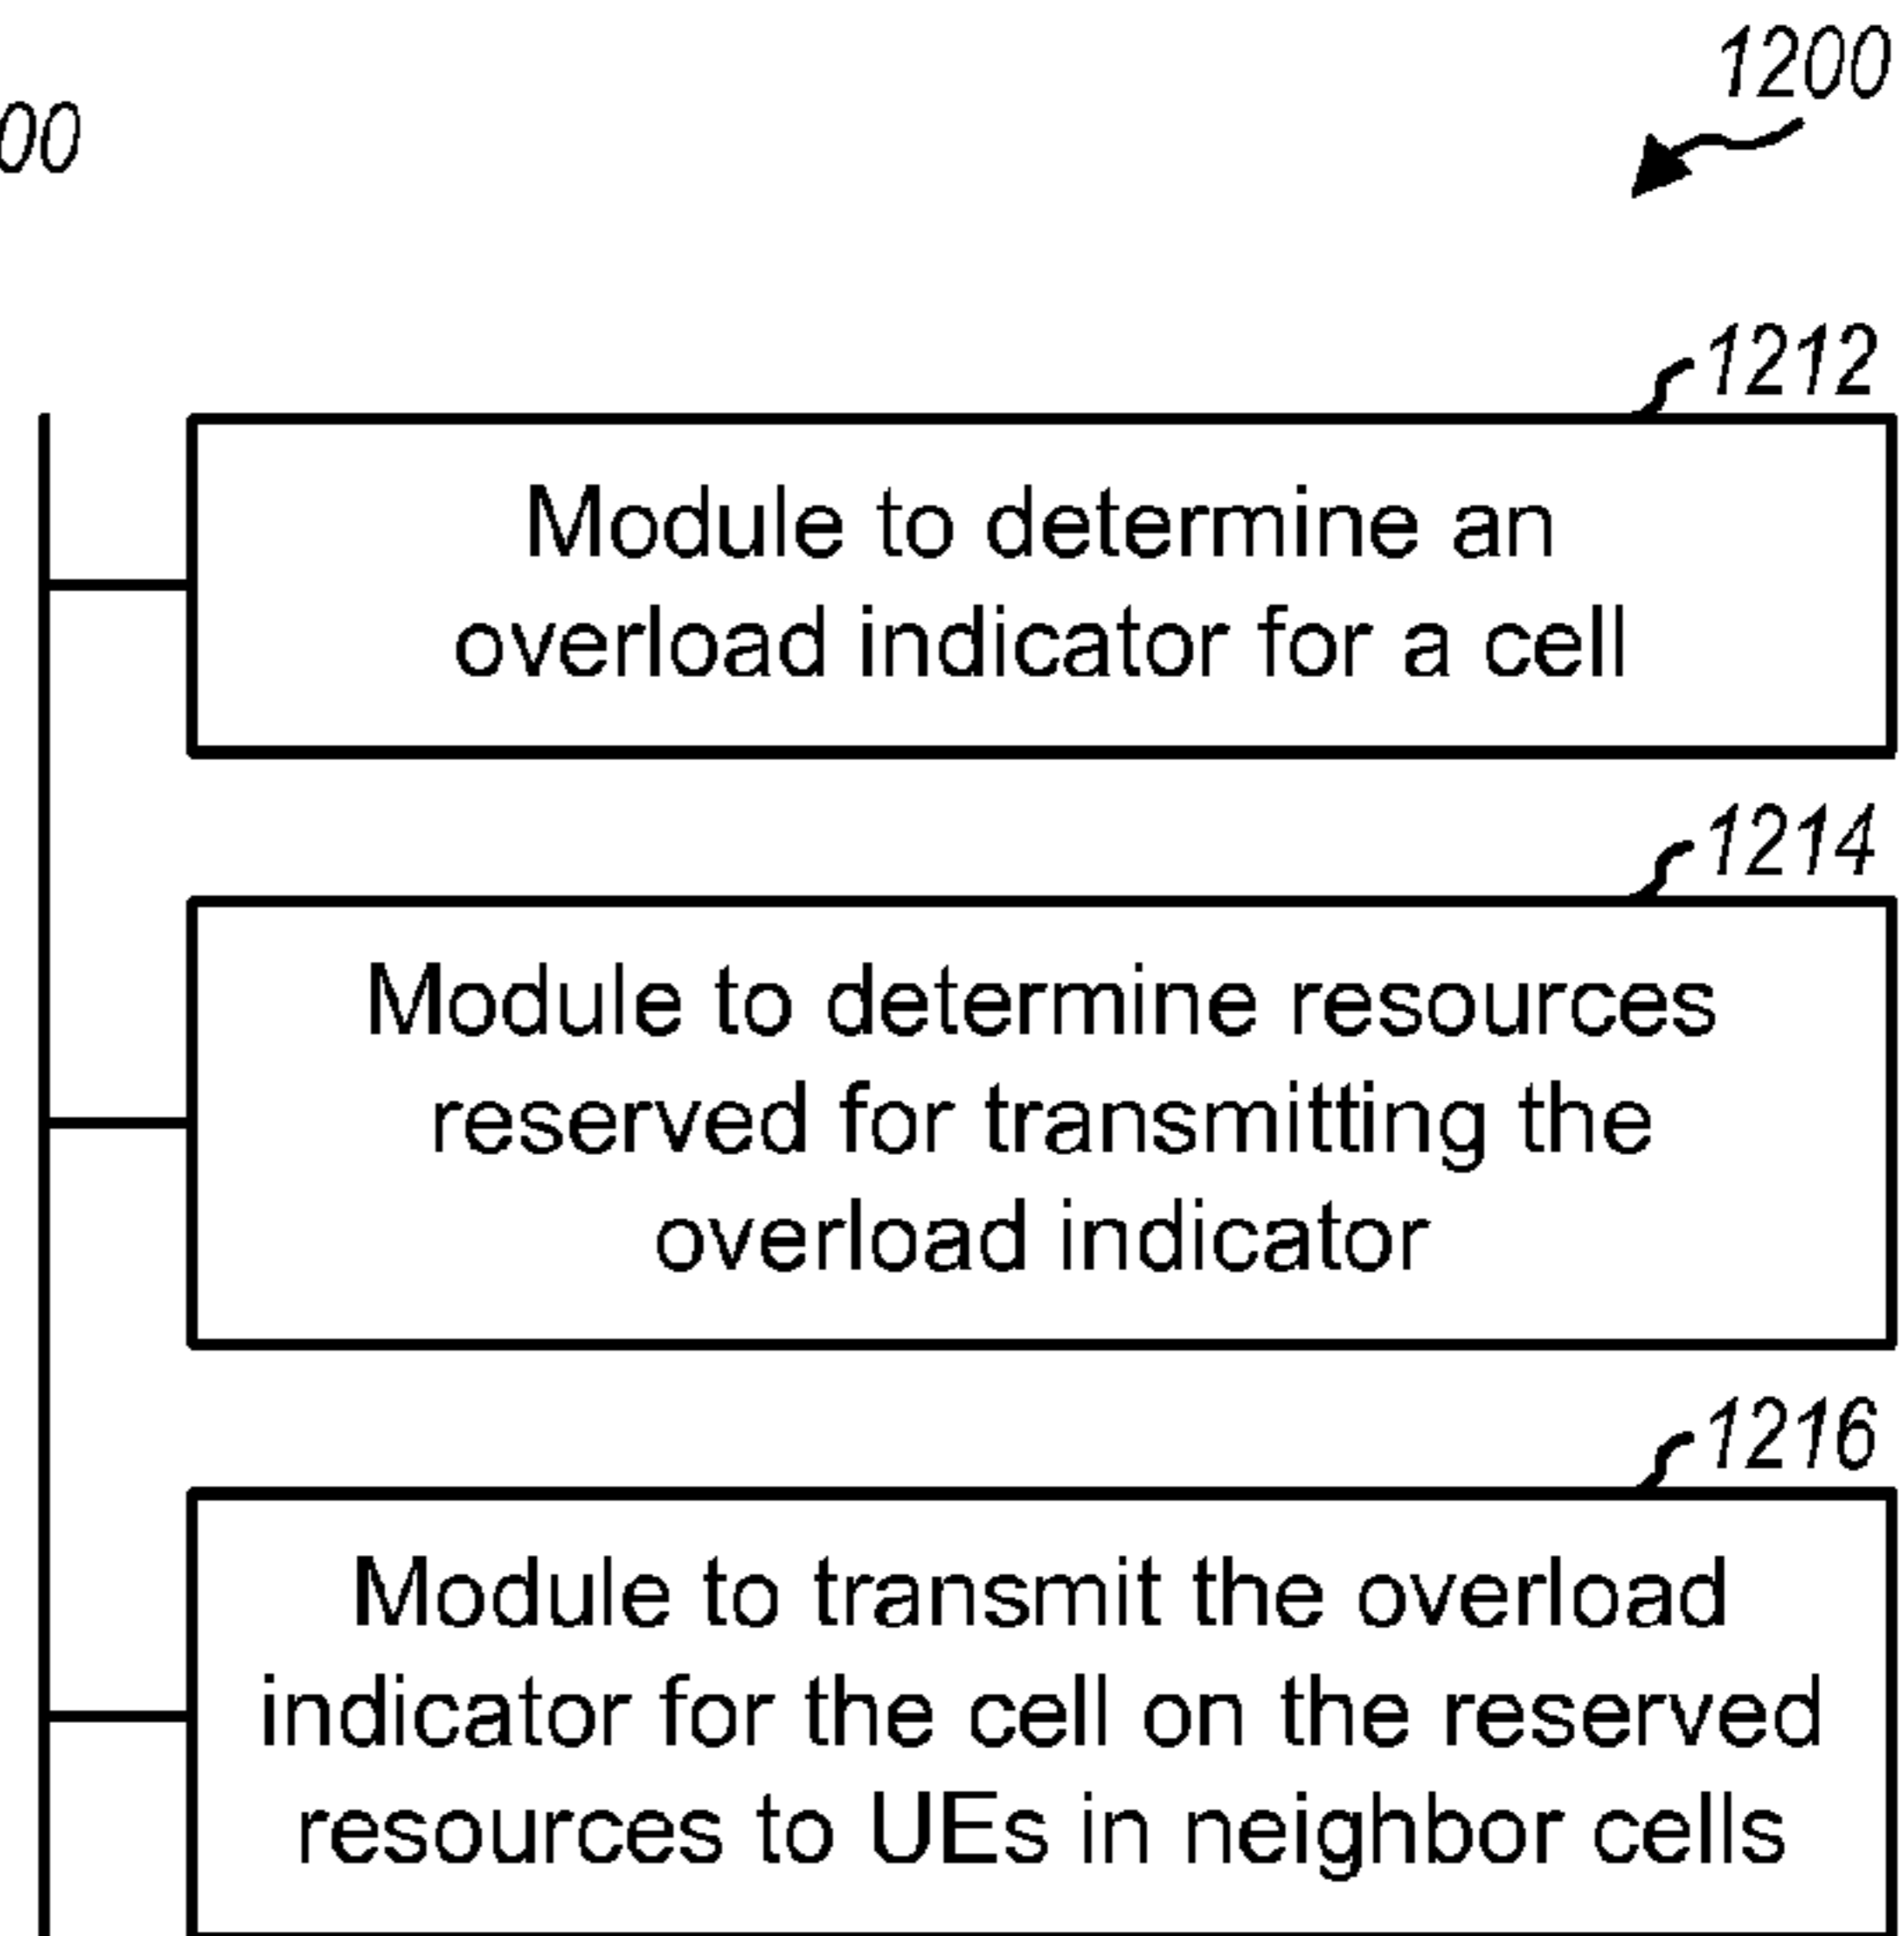 1200
00
1212
Module to determine an
overload indicator for a cell
1214
Module to determine resources
reserved for transmitting the
overload indicator
1216
Module to transmit the overload
indicator for the cell on the reserved
resources to UEs in neighbor cells